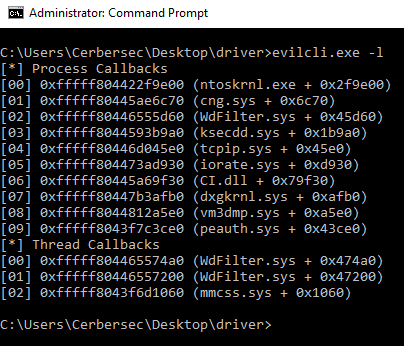 Administrator: Command Prompt
C:\Users\Cerbersec\Desktop\driver>evilcli.exe -l
[*] Process Callbacks
[00] 0xfffff804422f9e00 (ntoskrnl.exe + 0x2f9e00)
[01] 0xfffff80445ae6c70 (cng.sys + 0x6c70)
[02] 0xfffff80446555d60 (WdFilter.sys + 0x45d60)
[03] 0xfffff8044593b9a0 (ksecdd.sys + 0x1b9a0)
[04] 0xfffff80446d045e0 (tcpip.sys + 0x45e0)
[05] 0xfffff804473ad930 (iorate.sys + 0xd930)
[06] 0xfffff80445a69f30 (CI.dll + 0x79f30)
[07] 0xfffff80447b3afb0 (dxgkrnl.sys + 0xafb0)
[08] 0xfffff8044812a5e0 (vm3dmp.sys + 0xa5e0)
[09] 0xfffff8043f7c3ce0 (peauth.sys + 0x43ce0)
[*] Thread Callbacks
[00] 0xfffff804465574a0 (WdFilter.sys + 0x474a0)
[01] 0xfffff80446557200 (WdFilter.sys + 0x47200)
[02] 0xfffff8043f6d1060 (mmcss.sys + 0x1060)
C:\Users\Cerbersec\Desktop\driver>